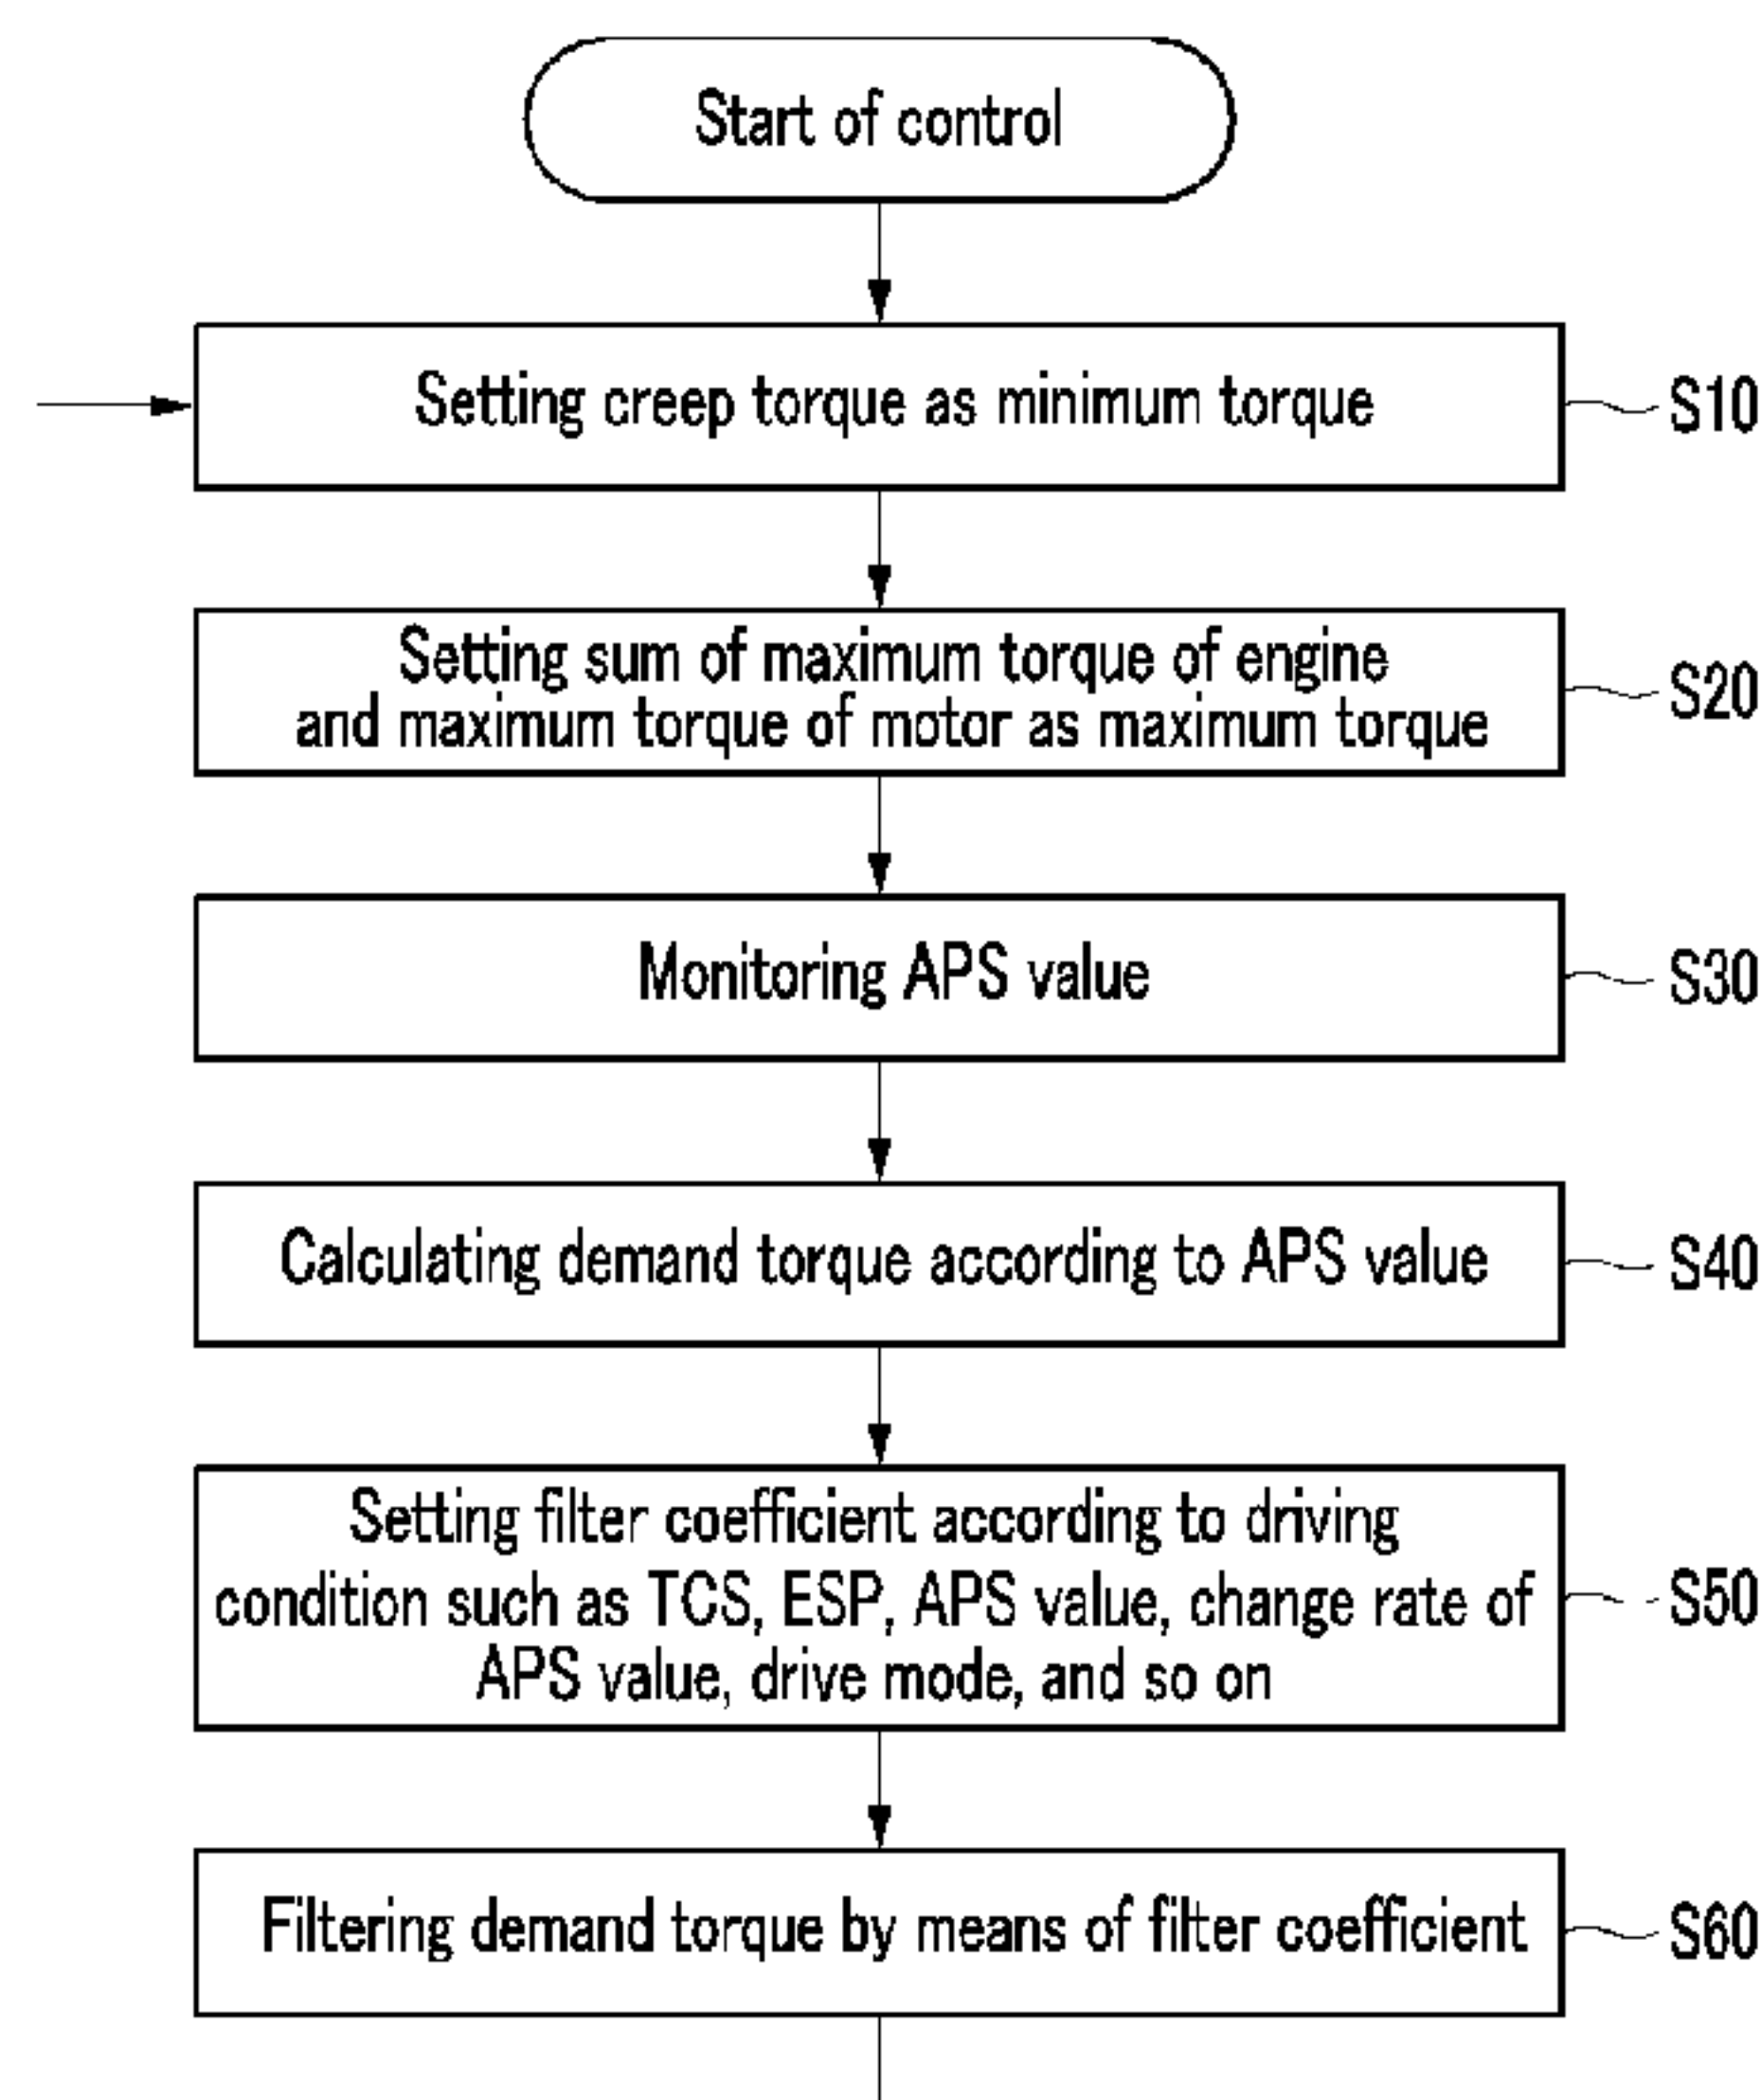 Start of control
Setting creep torque as minimum torque
S10
Setting sum of maximum torque of engine
and maximum torque of motor as maximum torque
S20
Monitoring APS value
S30
Calculating demand torque according to APS value
S40
Setting filter coefficient according to driving
condition such as TCS, ESP, APS value, change rate of
APS value, drive mode, and so on
S50
Filtering demand torque by means of filter coefficient
S60